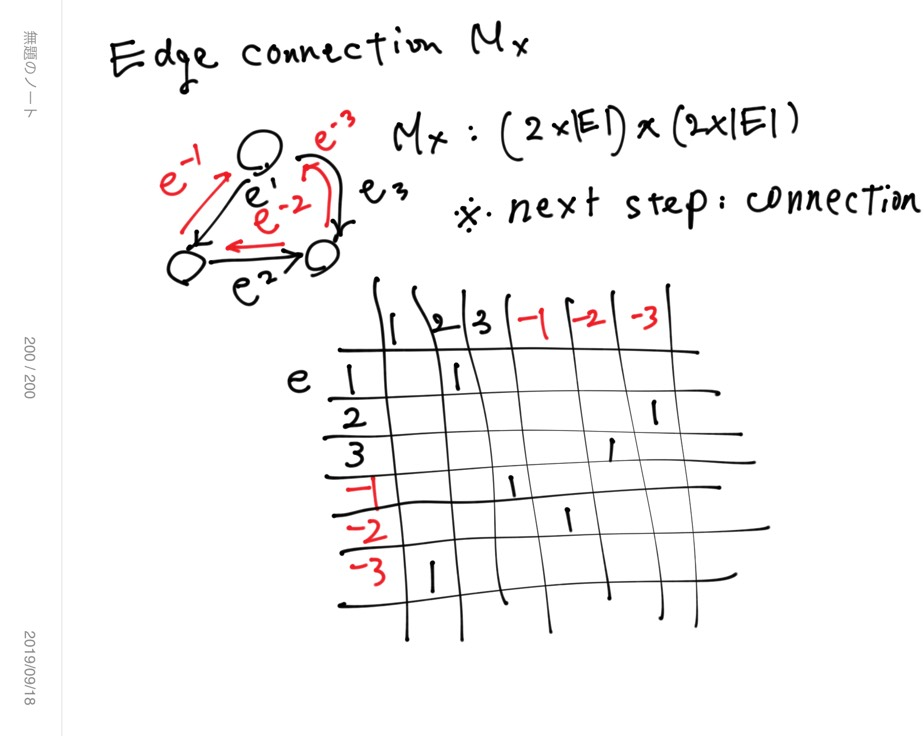 Edge connection Mx
Mx : (2×|E|)×(2×|E|)
※ next step: connection
e-1
e1
e-2
e-3
e3
e2
1 2 3 -1 -2 -3
e 1 1
2 1
3 1
-1 1
-2 1
-3 1
無題のノート
200 / 200
2019/09/18